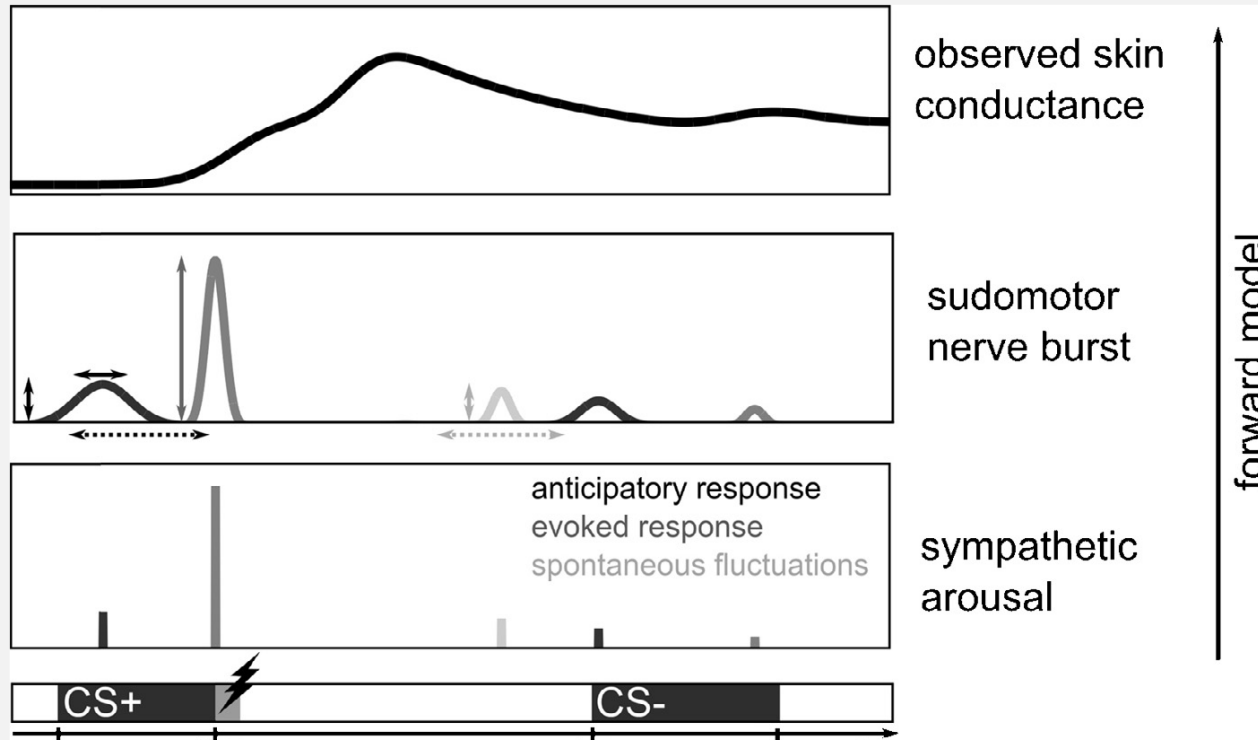 observed skin
conductance
sudomotor
nerve burst
anticipatory response
evoked response
spontaneous fluctuations
sympathetic
arousal
CS+
CS-
forward model